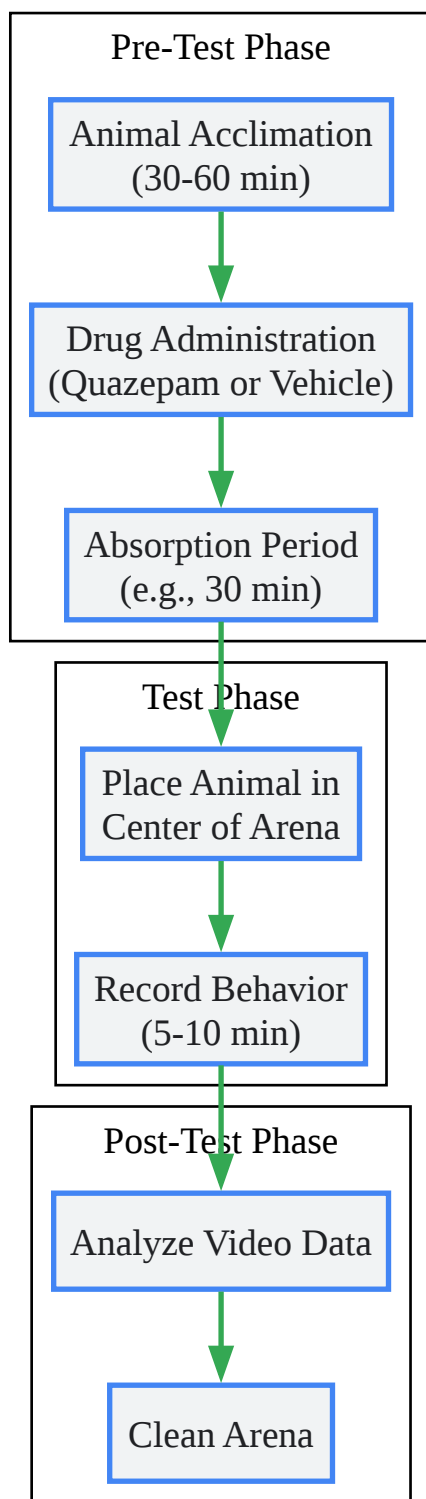 Pre-Test Phase
Animal Acclimation
(30-60 min)
Drug Administration
(Quazepam or Vehicle)
Absorption Period
(e.g., 30 min)
Test Phase
Place Animal in
Center of Arena
Record Behavior
(5-10 min)
Post-Test Phase
Analyze Video Data
Clean Arena